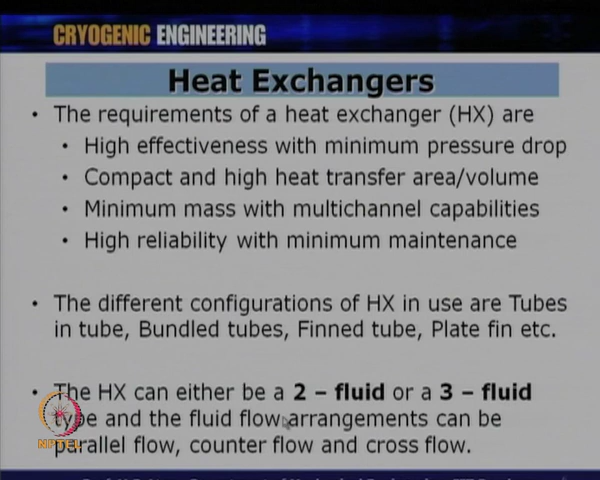 CRYOGENIC ENGINEERING
Heat Exchangers
• The requirements of a heat exchanger (HX) are
• High effectiveness with minimum pressure drop
• Compact and high heat transfer area/volume
• Minimum mass with multichannel capabilities
• High reliability with minimum maintenance
• The different configurations of HX in use are Tubes
in tube, Bundled tubes, Finned tube, Plate fin etc.
• The HX can either be a 2 – fluid or a 3 – fluid
type and the fluid flow arrangements can be
parallel flow, counter flow and cross flow.
NPTEL